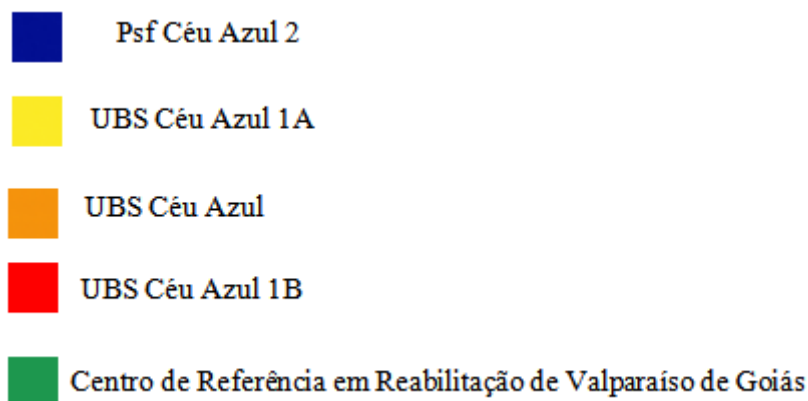 Psf Céu Azul 2
UBS Céu Azul 1A
UBS Céu Azul
UBS Céu Azul 1B
Centro de Referência em Reabilitação de Valparaíso de Goiás